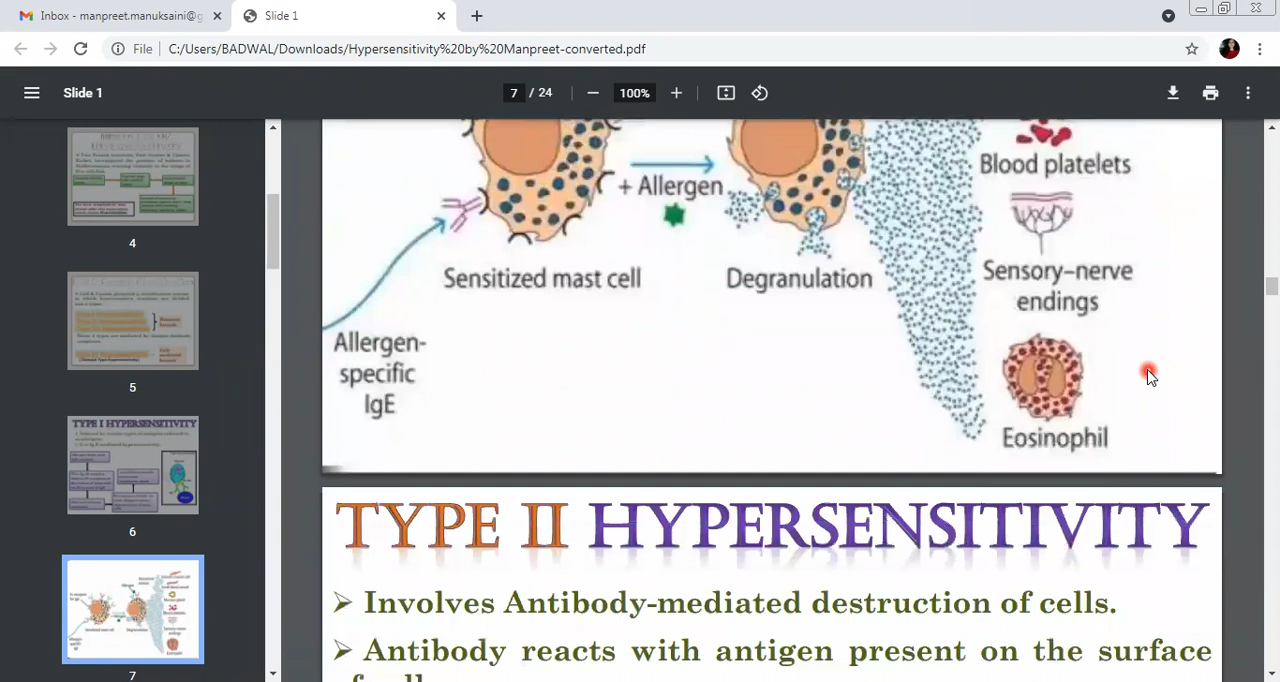 Inbox - manpreet.manuksaini@g
Slide 1
File
C:/Users/BADWAL/Downloads/Hypersensitivity%20by%20Manpreet-converted.pdf
Slide 1
7 / 24
100%
4
5
TYPE I HYPERSENSITIVITY
6
7
+ Allergen
Blood platelets
Sensory–nerve
endings
Sensitized mast cell
Degranulation
Allergen-
specific
IgE
Eosinophil
TYPE II HYPERSENSITIVITY
➢ Involves Antibody-mediated destruction of cells.
➢ Antibody reacts with antigen present on the surface